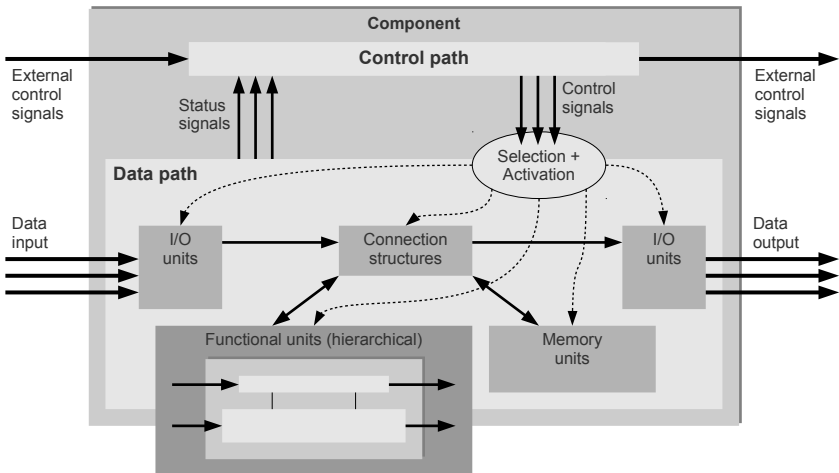 Component
Control path
External
control
signals
Status
signals
Control
signals
External
control
signals
Selection +
Activation
Data path
Data
input
I/O
units
Connection
structures
I/O
units
Data
output
Functional units (hierarchical)
Memory
units